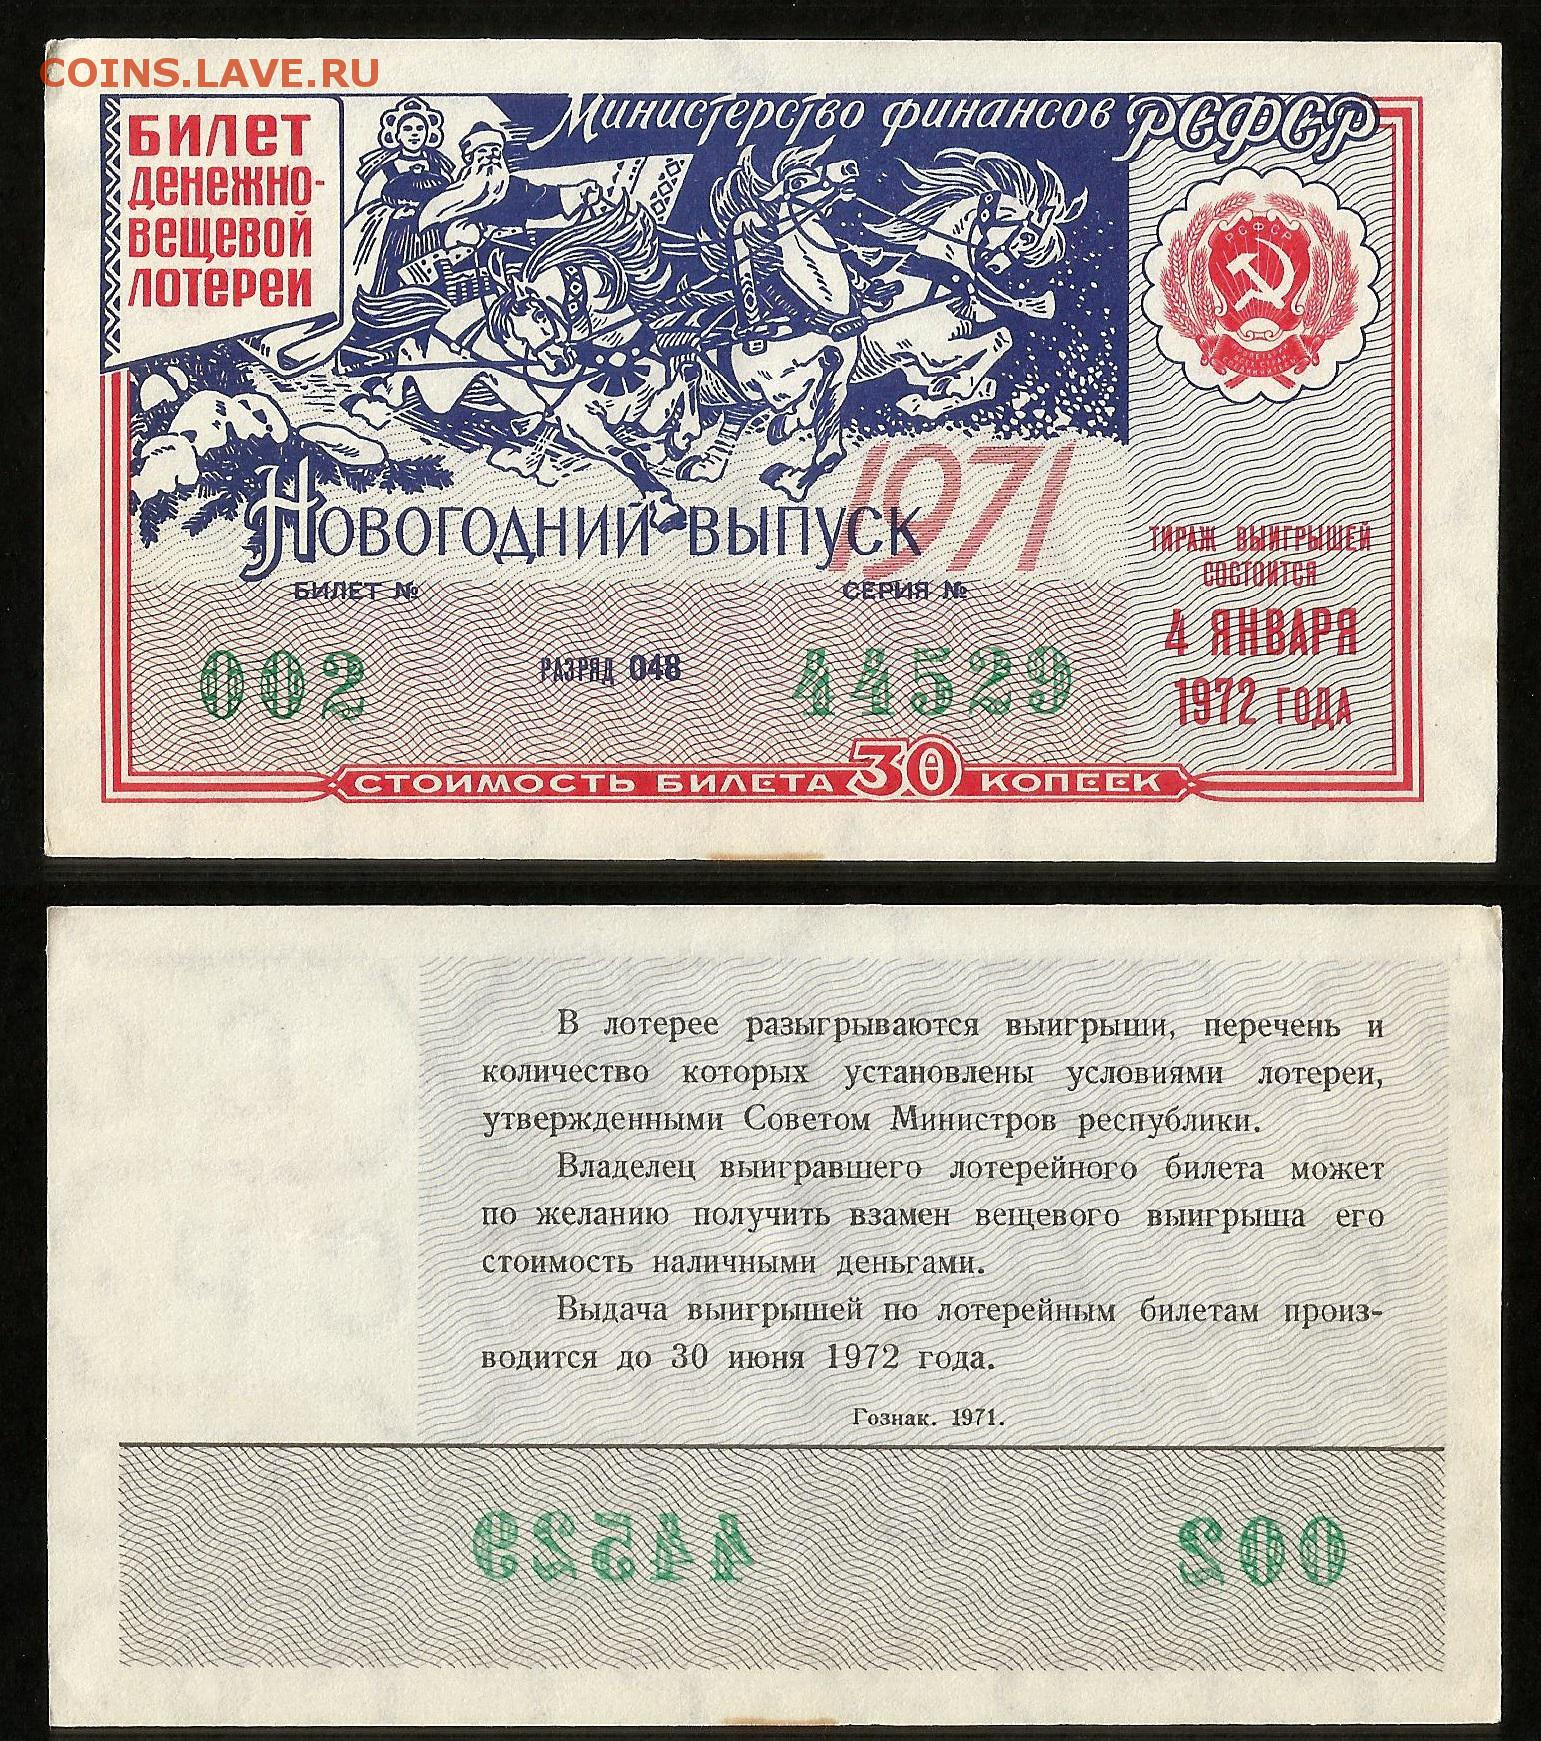 COINS.LAVE.RU
Министерство финансов РСФСР
БИЛЕТ
ДЕНЕЖНО-
ВЕЩЕВОЙ
ЛОТЕРЕИ
РСФСР
1971
НОВОГОДНИЙ ВЫПУСК
ТИРАЖ ВЫИГРЫШЕЙ
СОСТОИТСЯ
4 ЯНВАРЯ
1972 ГОДА
БИЛЕТ № СЕРИЯ №
002 РАЗРЯД 048 44529
СТОИМОСТЬ БИЛЕТА 30 КОПЕЕК
В лотерее разыгрываются выигрыши, перечень и
количество которых установлены условиями лотереи,
утвержденными Советом Министров республики.
Владелец выигравшего лотерейного билета может
по желанию получить взамен вещевого выигрыша его
стоимость наличными деньгами.
Выдача выигрышей по лотерейным билетам произ-
водится до 30 июня 1972 года.
Гознак. 1971.
44529 002